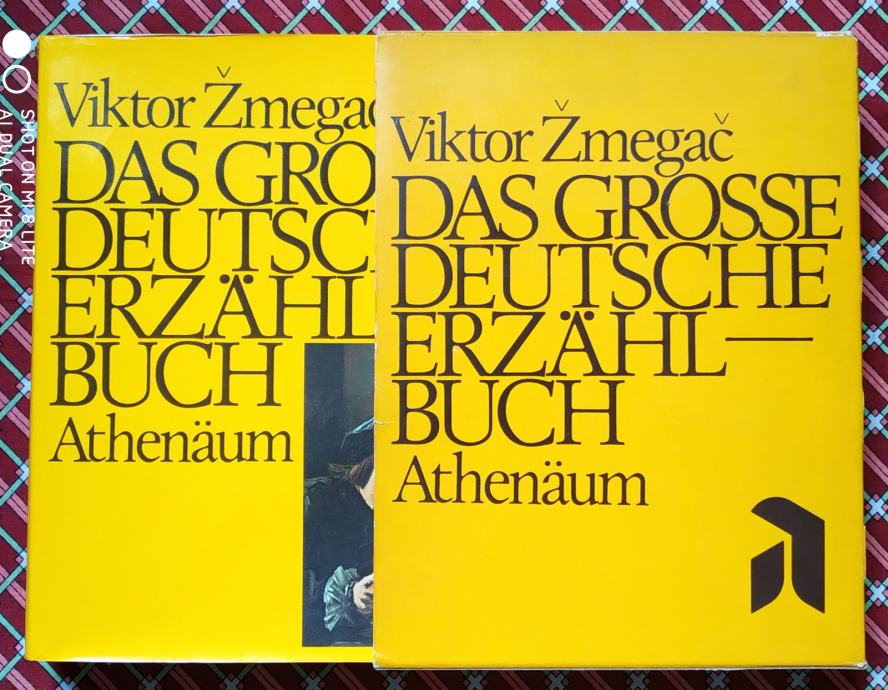 Viktor Žmegač
DAS GRO
DEUTSC
ERZÄHL
BUCH
Athenäum
Viktor Žmegač
DAS GROSSE
DEUTSCHE
ERZÄHL—
BUCH
Athenäum
SHOT ON MI 8 LITE
AI DUAL CAMERA